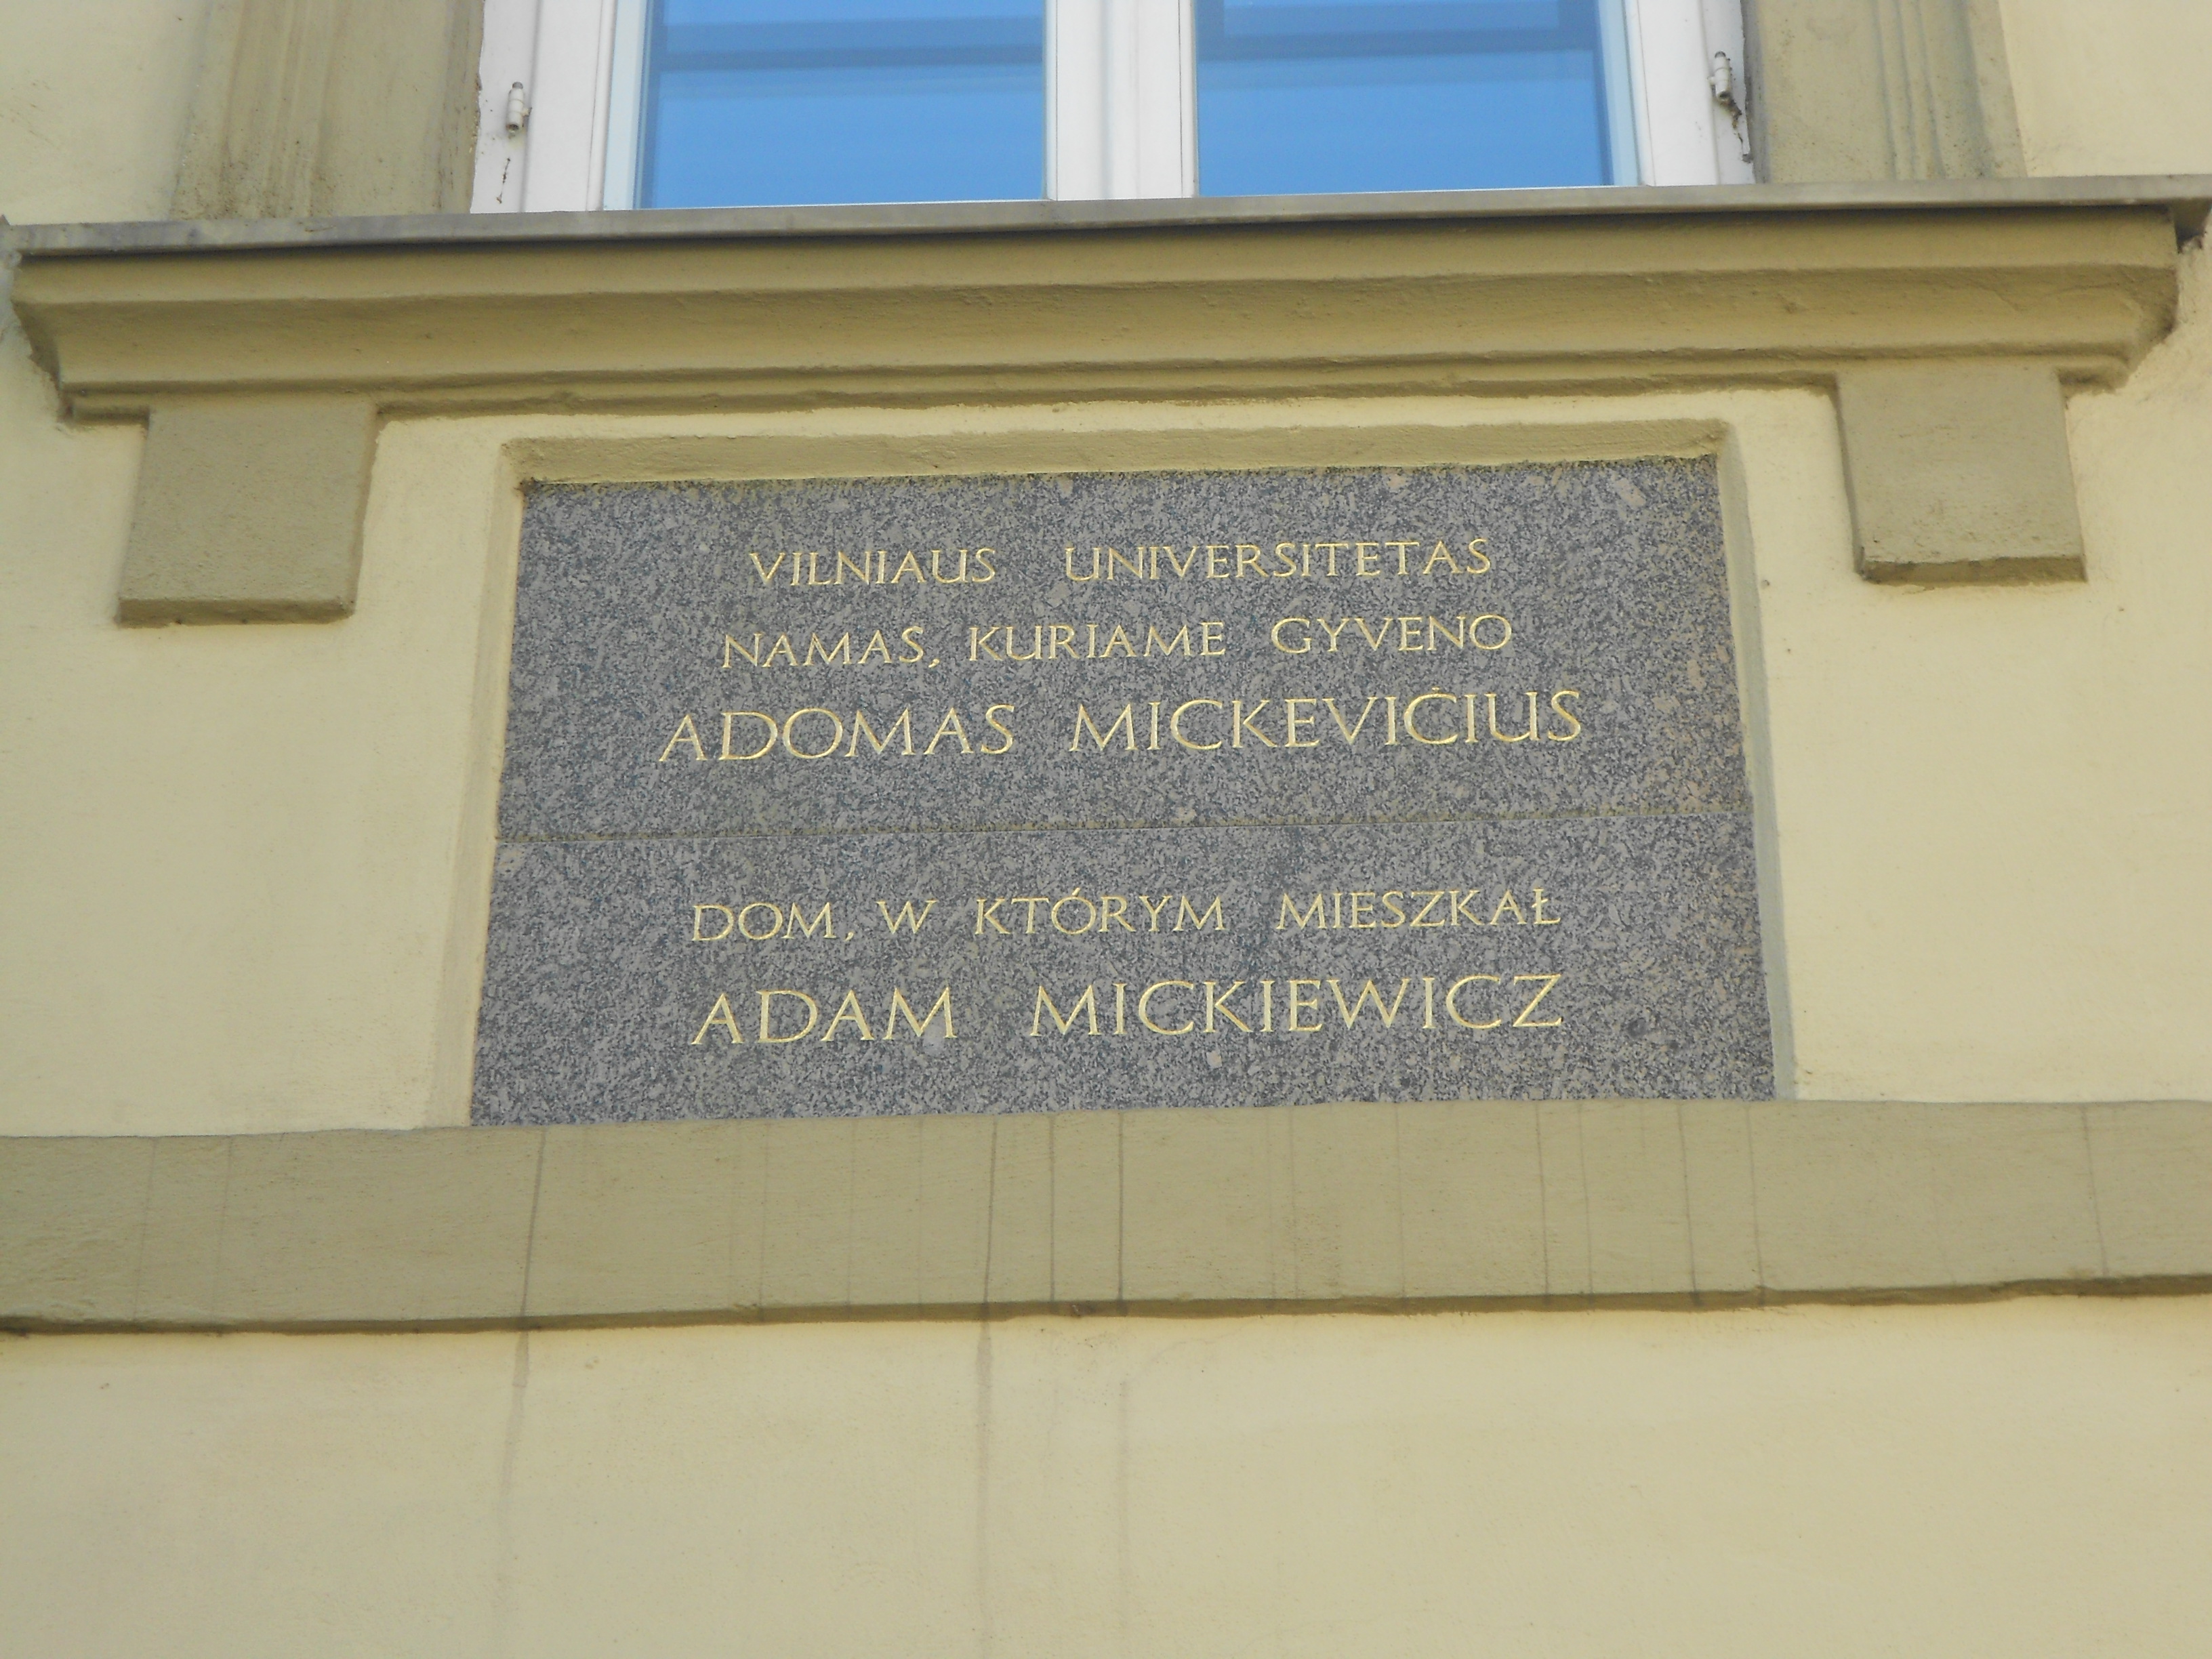 VILNIAUS UNIVERSITETAS
NAMAS, KURIAME GYVENO
ADOMAS MICKEVIČIUS
DOM, W KTÓRYM MIESZKAŁ
ADAM MICKIEWICZ